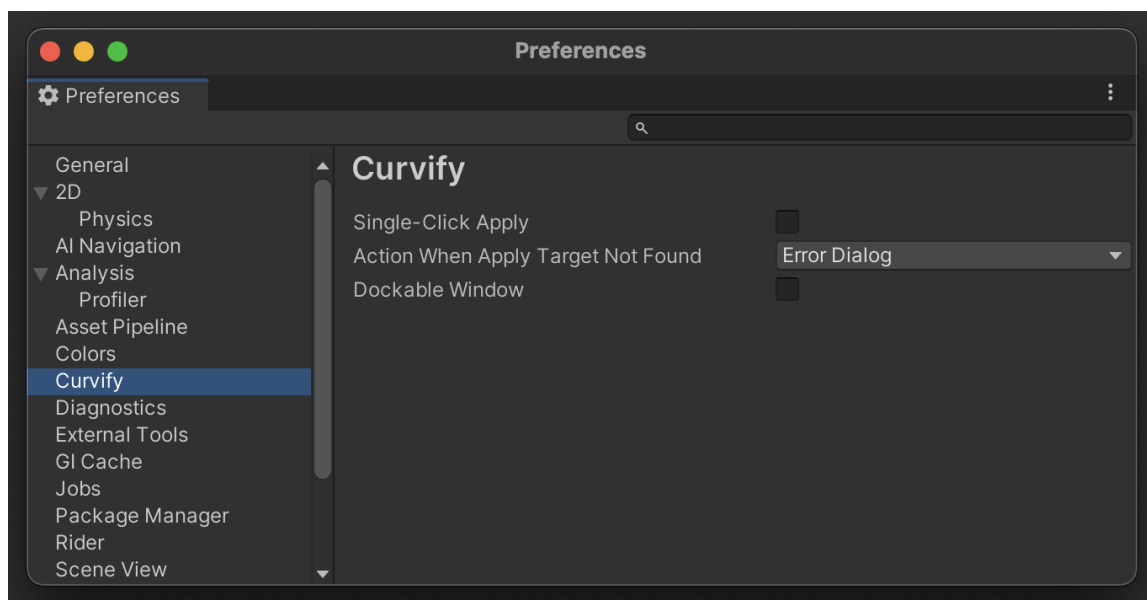 Preferences
Preferences
General
2D
Physics
AI Navigation
Analysis
Profiler
Asset Pipeline
Colors
Curvify
Diagnostics
External Tools
GI Cache
Jobs
Package Manager
Rider
Scene View
Curvify
Single-Click Apply
Action When Apply Target Not Found Error Dialog
Dockable Window